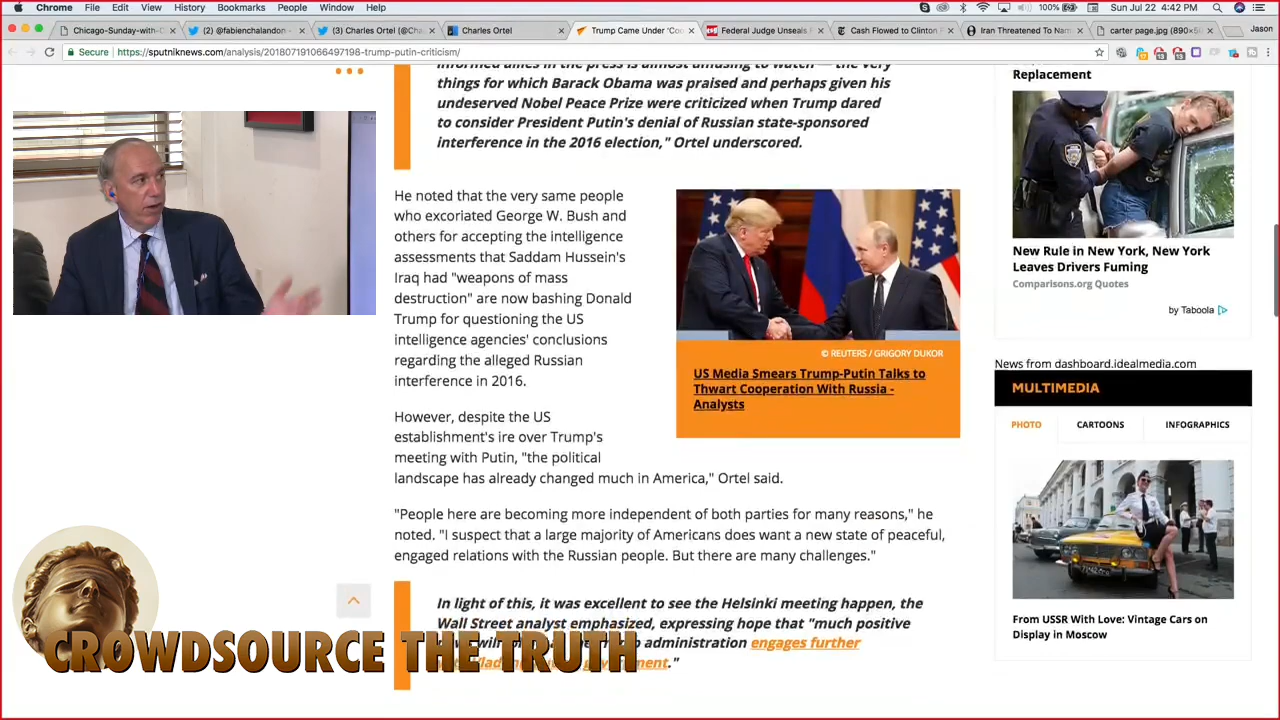 Chrome File Edit View History Bookmarks People Window Help
100% Sun Jul 22 4:42 PM
Chicago-Sunday-with-C
(2) @fabienchalandon -
(3) Charles Ortel (@Cha
Charles Ortel
Trump Came Under 'Coo
Federal Judge Unseals
Cash Flowed to Clinton F
Iran Threatened To Nam
carter page.jpg (890×5
Jason
Secure https://sputniknews.com/analysis/201807191066497198-trump-putin-criticism/
informed allies in the press is almost amusing to watch — the very
things for which Barack Obama was praised and perhaps given his
undeserved Nobel Peace Prize were criticized when Trump dared
to consider President Putin's denial of Russian state-sponsored
interference in the 2016 election," Ortel underscored.
He noted that the very same people
who excoriated George W. Bush and
others for accepting the intelligence
assessments that Saddam Hussein's
Iraq had "weapons of mass
destruction" are now bashing Donald
Trump for questioning the US
intelligence agencies' conclusions
regarding the alleged Russian
interference in 2016.
© REUTERS / GRIGORY DUKOR
US Media Smears Trump-Putin Talks to
Thwart Cooperation With Russia -
Analysts
However, despite the US
establishment's ire over Trump's
meeting with Putin, "the political
landscape has already changed much in America," Ortel said.
"People here are becoming more independent of both parties for many reasons," he
noted. "I suspect that a large majority of Americans does want a new state of peaceful,
engaged relations with the Russian people. But there are many challenges."
In light of this, it was excellent to see the Helsinki meeting happen, the
Wall Street analyst emphasized, expressing hope that "much positive
administration engages further
."
Replacement
New Rule in New York, New York
Leaves Drivers Fuming
Comparisons.org Quotes
by Taboola
News from dashboard.idealmedia.com
MULTIMEDIA
PHOTO CARTOONS INFOGRAPHICS
From USSR With Love: Vintage Cars on
Display in Moscow
CROWDSOURCE THE TRUTH